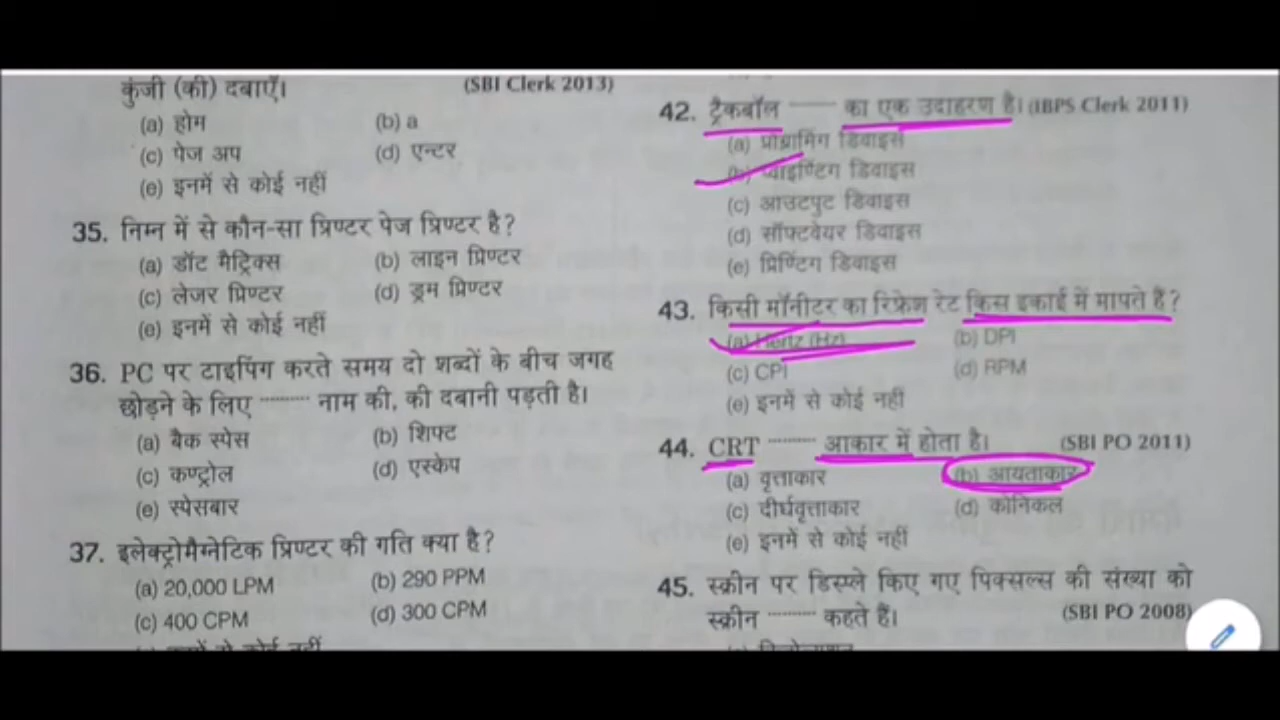 कुंजी (की) दबाएँ। (SBI Clerk 2013)
(a) होम (b) a
(c) पेज अप (d) एन्टर
(e) इनमें से कोई नहीं
35. निम्न में से कौन-सा प्रिण्टर पेज प्रिण्टर है?
(a) डॉट मैट्रिक्स (b) लाइन प्रिण्टर
(c) लेजर प्रिण्टर (d) ड्रम प्रिण्टर
(e) इनमें से कोई नहीं
36. PC पर टाइपिंग करते समय दो शब्दों के बीच जगह
छोड़ने के लिए ········ नाम की, की दबानी पड़ती है।
(a) बैक स्पेस (b) शिफ्ट
(c) कण्ट्रोल (d) एस्केप
(e) स्पेसबार
37. इलेक्ट्रोमैग्नेटिक प्रिण्टर की गति क्या है?
(a) 20,000 LPM (b) 290 PPM
(c) 400 CPM (d) 300 CPM
42. ट्रैकबॉल ········ का एक उदाहरण है। (IBPS Clerk 2011)
(a) प्रोग्रामिंग डिवाइस
(b) प्वाइण्टिग डिवाइस
(c) आउटपुट डिवाइस
(d) सॉफ्टवेयर डिवाइस
(e) प्रिण्टिग डिवाइस
43. किसी मॉनीटर का रिफ्रेश रेट किस इकाई में मापते हैं?
(a) Hertz (Hz) (b) DPI
(c) CPI (d) RPM
(e) इनमें से कोई नहीं
44. CRT ········ आकार में होता है। (SBI PO 2011)
(a) वृत्ताकार (b) आयताकार
(c) दीर्घवृत्ताकार (d) कोनिकल
(e) इनमें से कोई नहीं
45. स्क्रीन पर डिस्प्ले किए गए पिक्सल्स की संख्या को
स्क्रीन ········ कहते हैं। (SBI PO 2008)